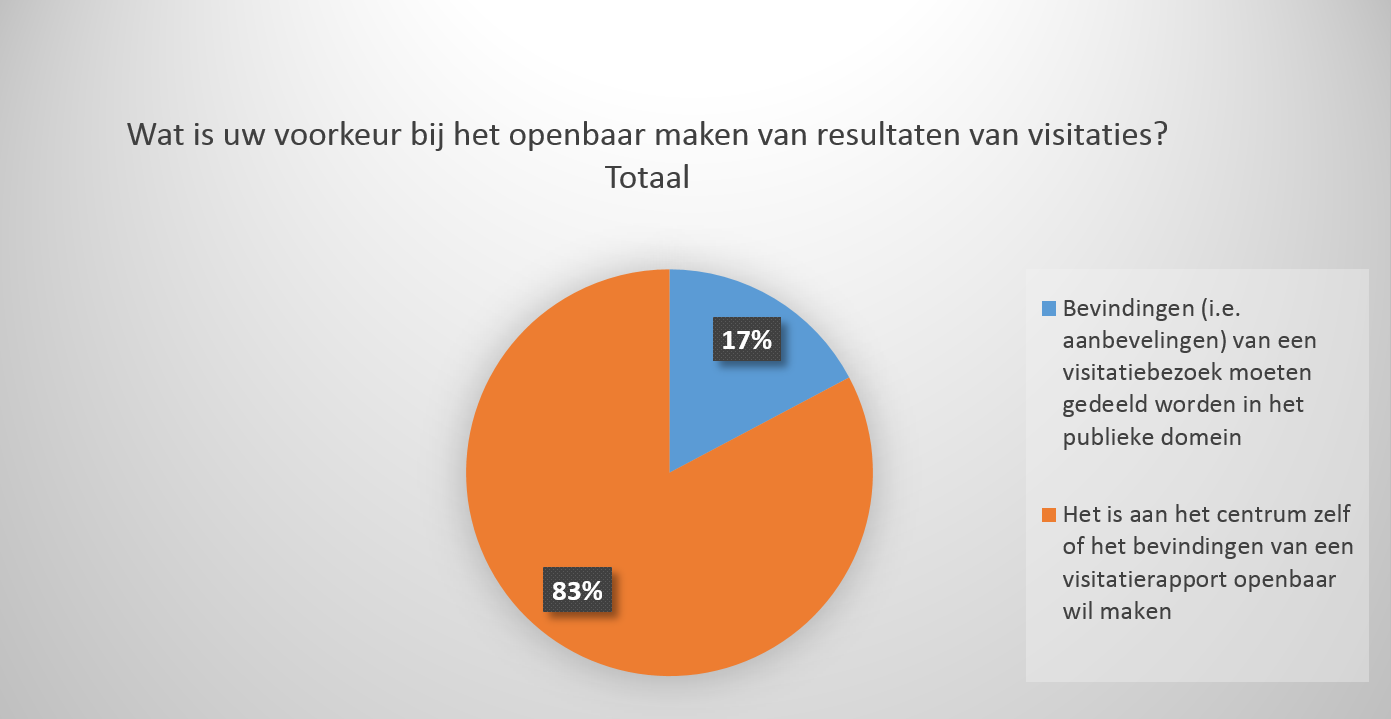 Wat is uw voorkeur bij het openbaar maken van resultaten van visitaties?
Totaal
17%
83%
Bevindingen (i.e.
aanbevelingen) van een
visitatiebezoek moeten
gedeeld worden in het
publieke domein
Het is aan het centrum zelf
of het bevindingen van een
visitatierapport openbaar
wil maken